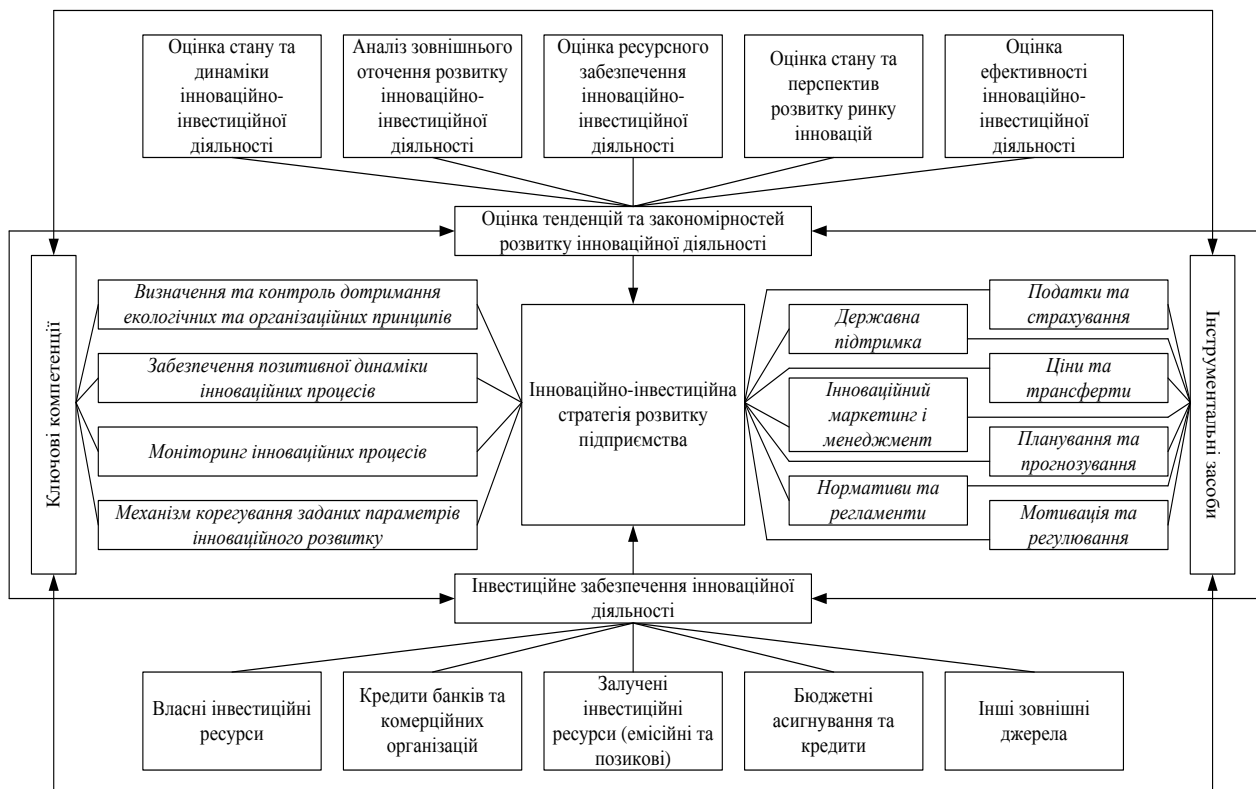 Оцінка стану та
динаміки
інноваційно-
інвестиційної
діяльності
Аналіз зовнішнього
оточення розвитку
інноваційно-
інвестиційної
діяльності
Оцінка ресурсного
забезпечення
інноваційно-
інвестиційної
діяльності
Оцінка стану та
перспектив
розвитку ринку
інновацій
Оцінка
ефективності
інноваційно-
інвестиційної
діяльності
Оцінка тенденцій та закономірностей
розвитку інноваційної діяльності
Ключові компетенції
Визначення та контроль дотримання
екологічних та організаційних принципів
Забезпечення позитивної динаміки
інноваційних процесів
Моніторинг інноваційних процесів
Механізм корегування заданих параметрів
інноваційного розвитку
Інноваційно-інвестиційна
стратегія розвитку
підприємства
Державна
підтримка
Інноваційний
маркетинг і
менеджмент
Нормативи та
регламенти
Податки та
страхування
Ціни та
трансферти
Планування та
прогнозування
Мотивація та
регулювання
Інструментальні засоби
Інвестиційне забезпечення інноваційної
діяльності
Власні інвестиційні
ресурси
Кредити банків та
комерційних
організацій
Залучені
інвестиційні
ресурси (емісійні та
позикові)
Бюджетні
асигнування та
кредити
Інші зовнішні
джерела